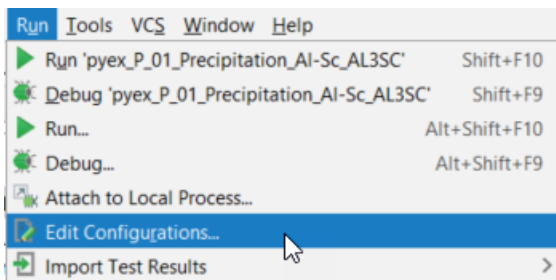 Run Tools VCS Window Help
Run 'pyex_P_01_Precipitation_Al-Sc_AL3SC' Shift+F10
Debug 'pyex_P_01_Precipitation_Al-Sc_AL3SC' Shift+F9
Run... Alt+Shift+F10
Debug... Alt+Shift+F9
Attach to Local Process...
Edit Configurations...
Import Test Results